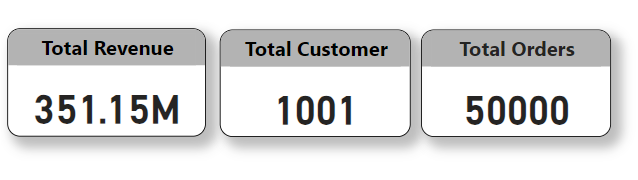 Total Revenue
351.15M
Total Customer
1001
Total Orders
50000